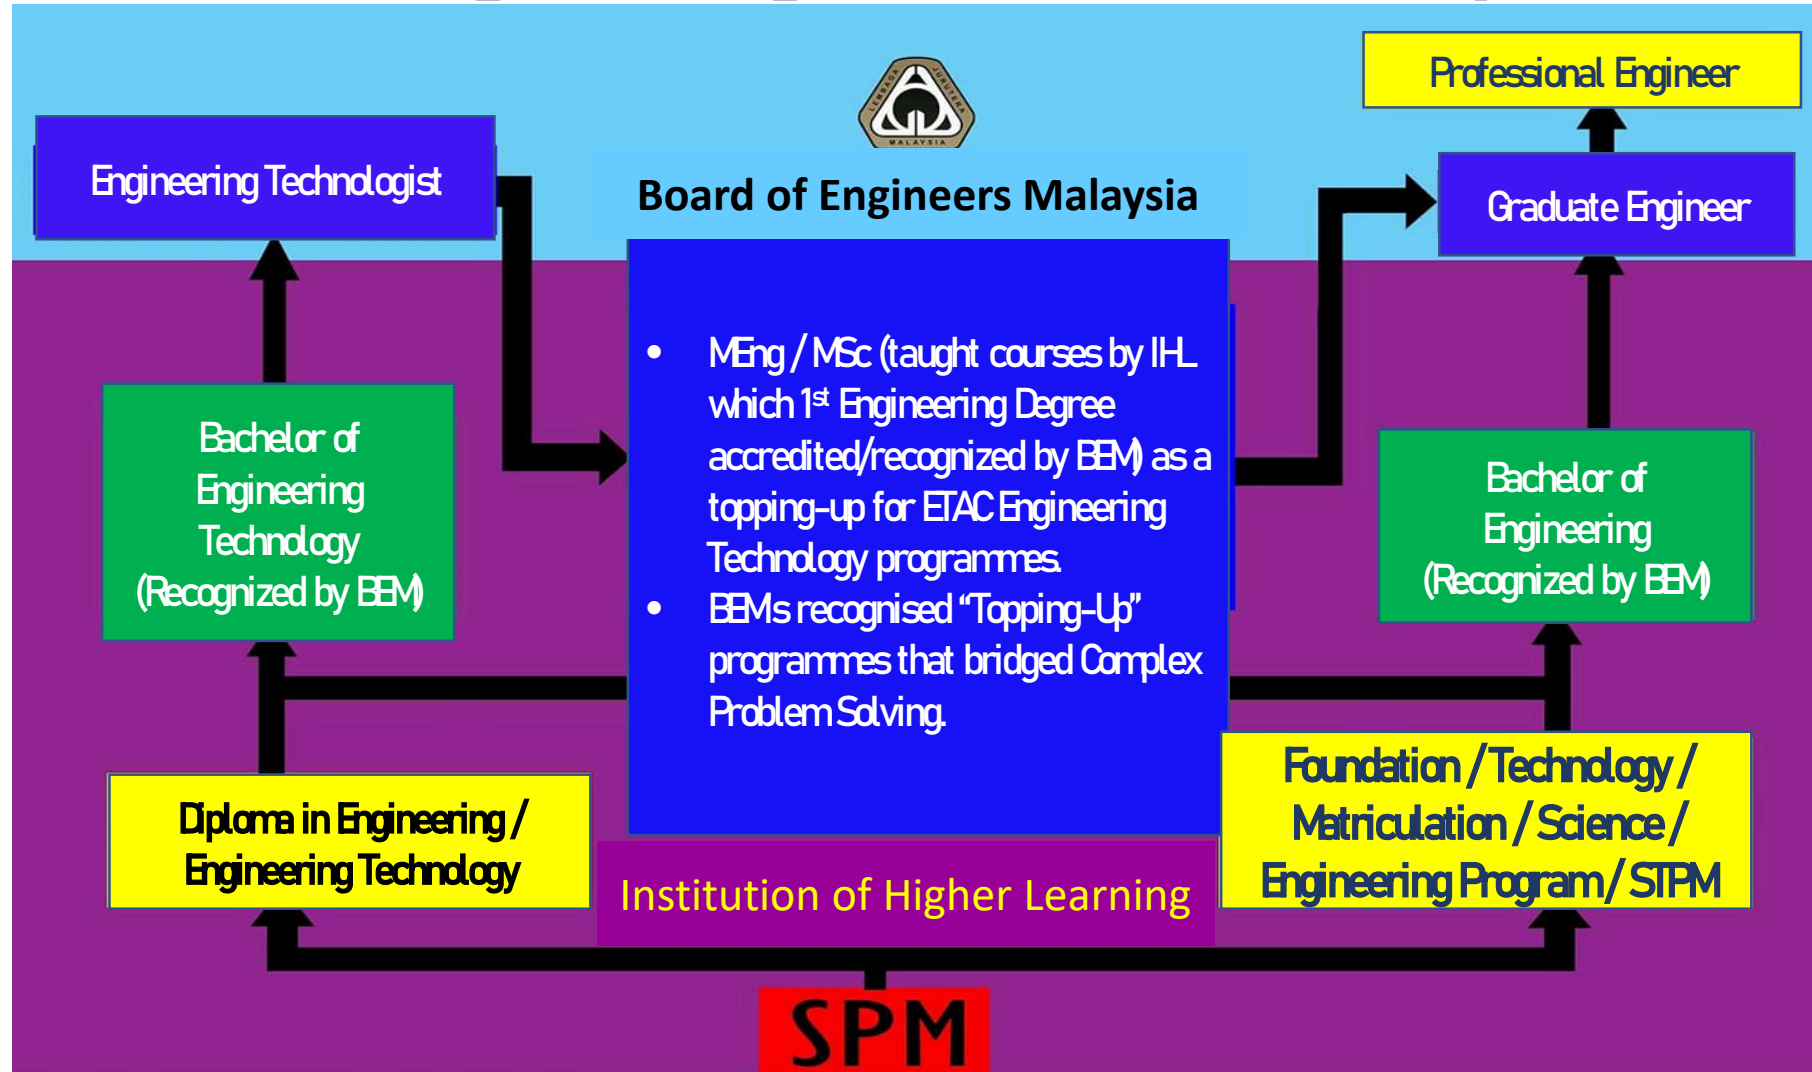 Professional Engineer
LEMBAGA JURUTERA
MALAYSIA
Engineering Technologist
Board of Engineers Malaysia
Graduate Engineer
• MEng / MSc (taught courses by IHL
which 1st Engineering Degree
accredited/recognized by BEM) as a
topping-up for ETAC Engineering
Technology programmes.
• BEMs recognised “Topping-Up”
programmes that bridged Complex
Problem Solving.
Bachelor of
Engineering
Technology
(Recognized by BEM)
Bachelor of
Engineering
(Recognized by BEM)
Diploma in Engineering /
Engineering Technology
Foundation / Technology /
Matriculation / Science /
Engineering Program / STPM
Institution of Higher Learning
SPM